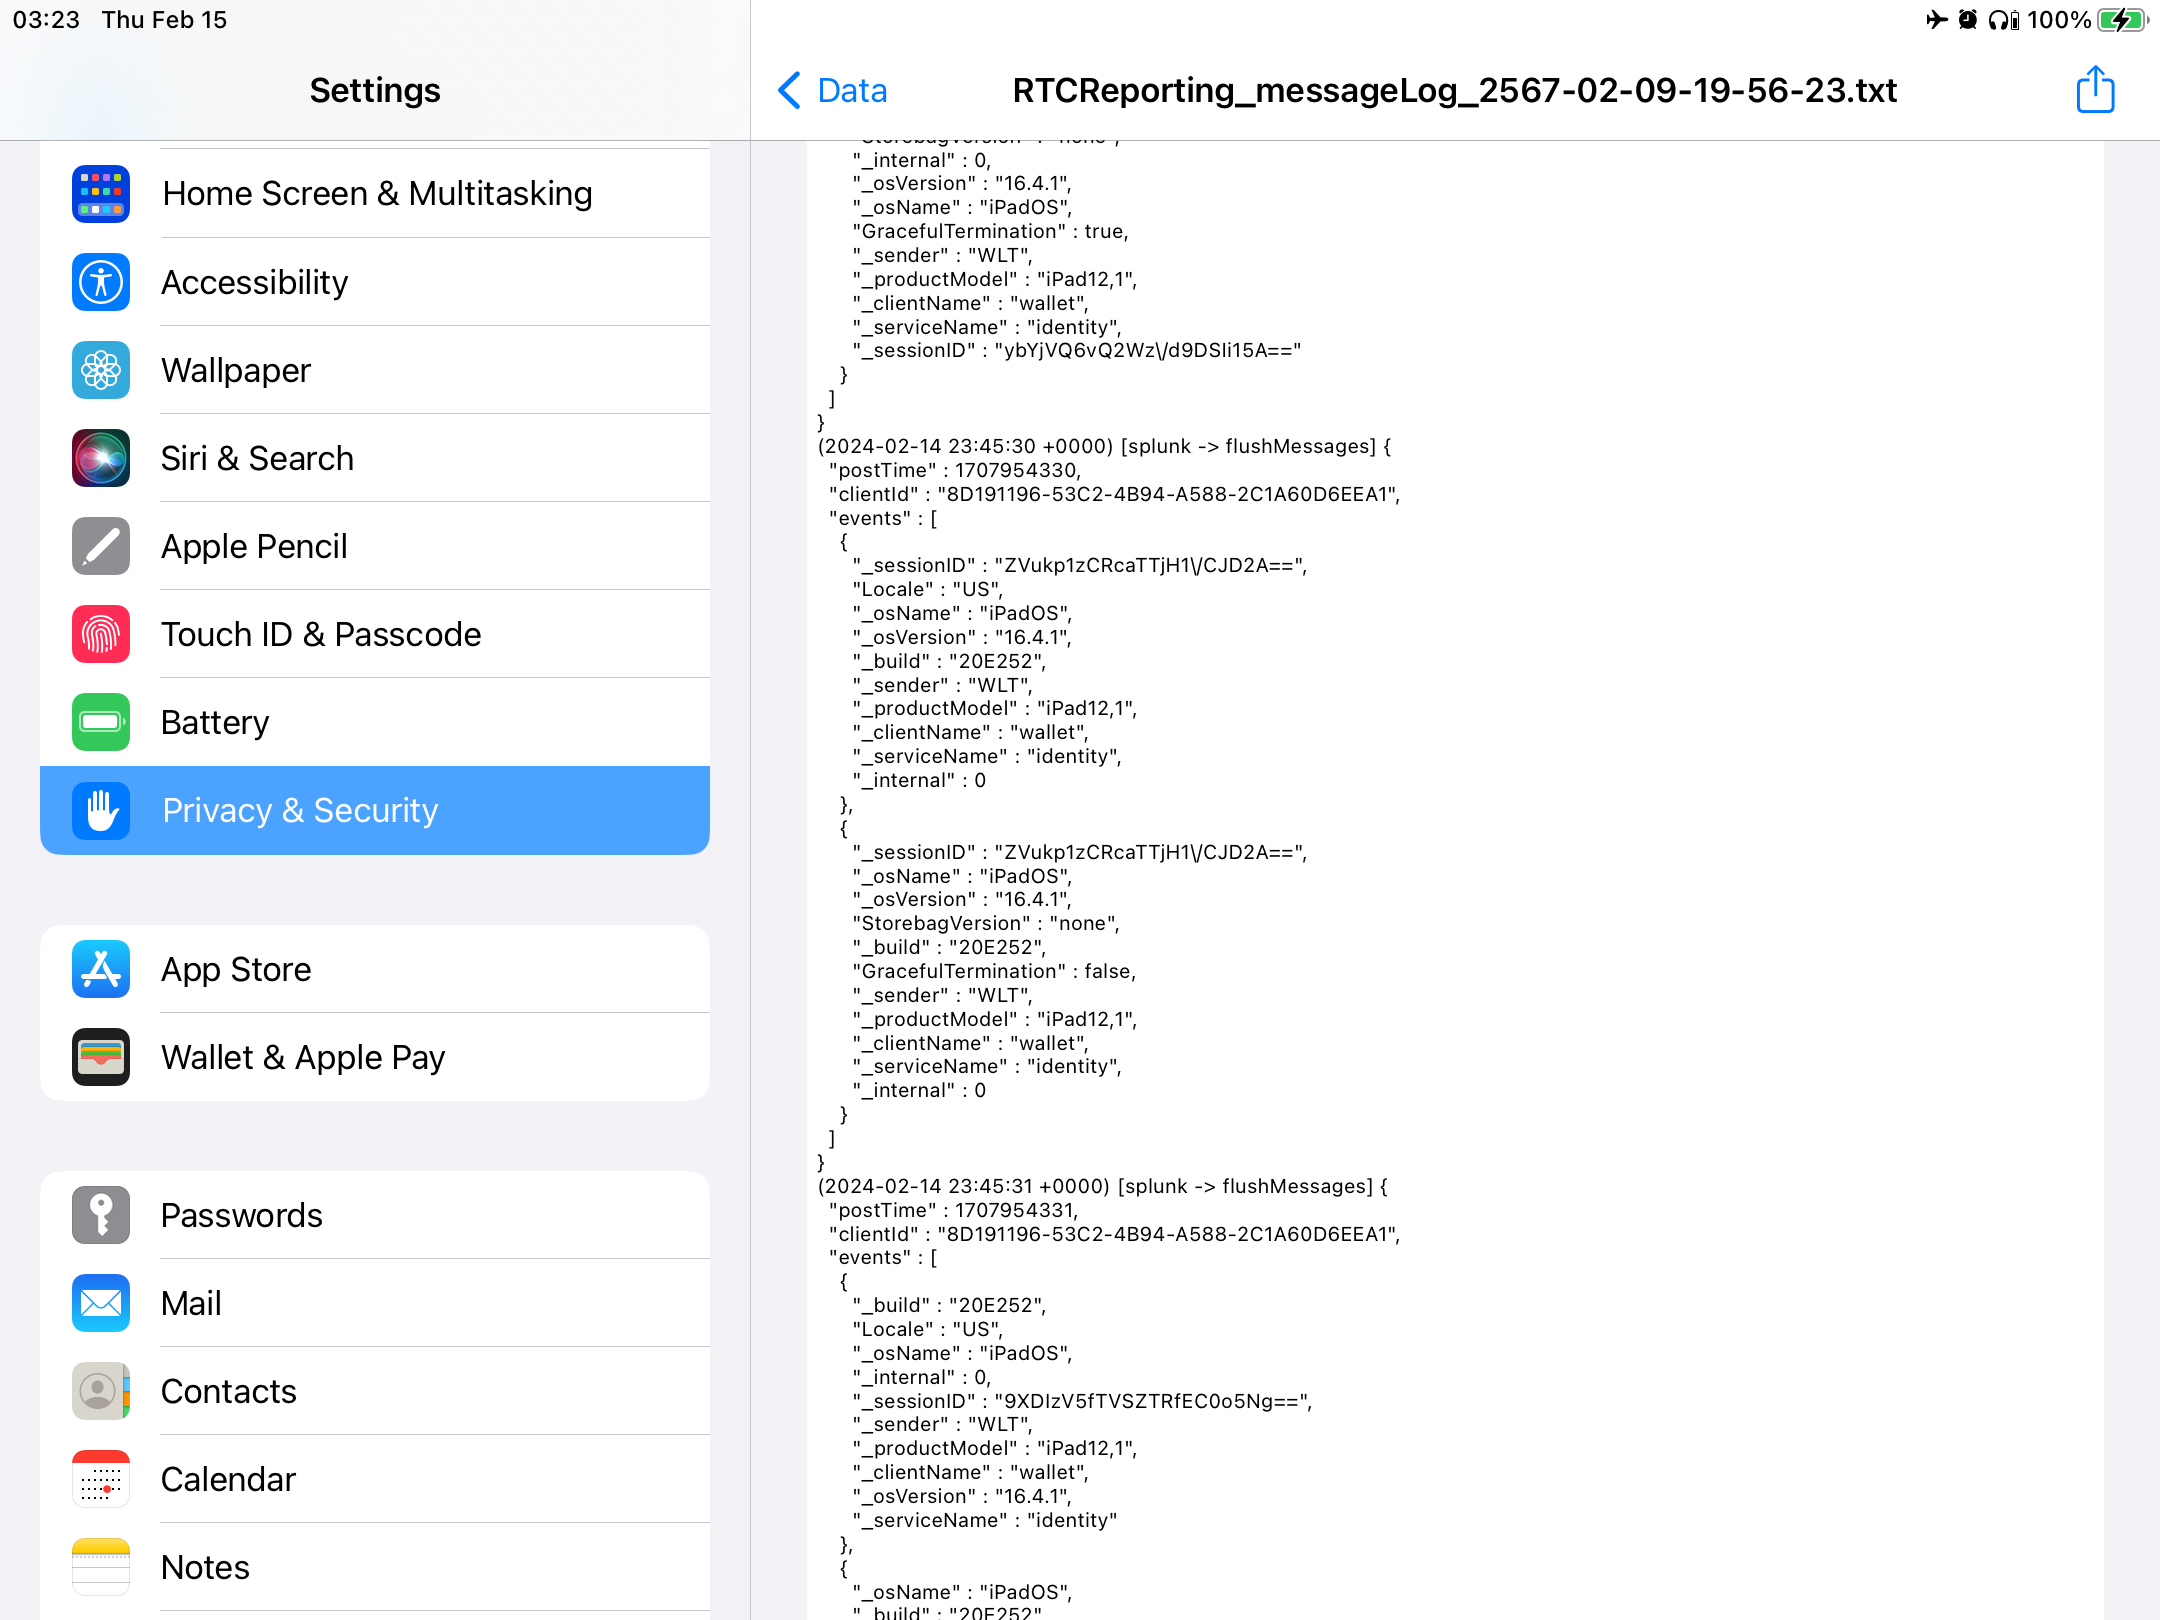 03:23 Thu Feb 15
100%
Settings
Home Screen & Multitasking
Accessibility
Wallpaper
Siri & Search
Apple Pencil
Touch ID & Passcode
Battery
Privacy & Security
App Store
Wallet & Apple Pay
Passwords
Mail
Contacts
Calendar
Notes
Data
RTCReporting_messageLog_2567-02-09-19-56-23.txt
"StorebagVersion" : "none",
"_internal" : 0,
"_osVersion" : "16.4.1",
"_osName" : "iPadOS",
"GracefulTermination" : true,
"_sender" : "WLT",
"_productModel" : "iPad12,1",
"_clientName" : "wallet",
"_serviceName" : "identity",
"_sessionID" : "ybYjVQ6vQ2Wz\/d9DSIi15A=="
}
]
}
(2024-02-14 23:45:30 +0000) [splunk -> flushMessages] {
"postTime" : 1707954330,
"clientId" : "8D191196-53C2-4B94-A588-2C1A60D6EEA1",
"events" : [
{
"_sessionID" : "ZVukp1zCRcaTTjH1\/CJD2A==",
"Locale" : "US",
"_osName" : "iPadOS",
"_osVersion" : "16.4.1",
"_build" : "20E252",
"_sender" : "WLT",
"_productModel" : "iPad12,1",
"_clientName" : "wallet",
"_serviceName" : "identity",
"_internal" : 0
},
{
"_sessionID" : "ZVukp1zCRcaTTjH1\/CJD2A==",
"_osName" : "iPadOS",
"_osVersion" : "16.4.1",
"StorebagVersion" : "none",
"_build" : "20E252",
"GracefulTermination" : false,
"_sender" : "WLT",
"_productModel" : "iPad12,1",
"_clientName" : "wallet",
"_serviceName" : "identity",
"_internal" : 0
}
]
}
(2024-02-14 23:45:31 +0000) [splunk -> flushMessages] {
"postTime" : 1707954331,
"clientId" : "8D191196-53C2-4B94-A588-2C1A60D6EEA1",
"events" : [
{
"_build" : "20E252",
"Locale" : "US",
"_osName" : "iPadOS",
"_internal" : 0,
"_sessionID" : "9XDIzV5fTVSZTRfEC0o5Ng==",
"_sender" : "WLT",
"_productModel" : "iPad12,1",
"_clientName" : "wallet",
"_osVersion" : "16.4.1",
"_serviceName" : "identity"
},
{
"_osName" : "iPadOS",
"_build" : "20E252"